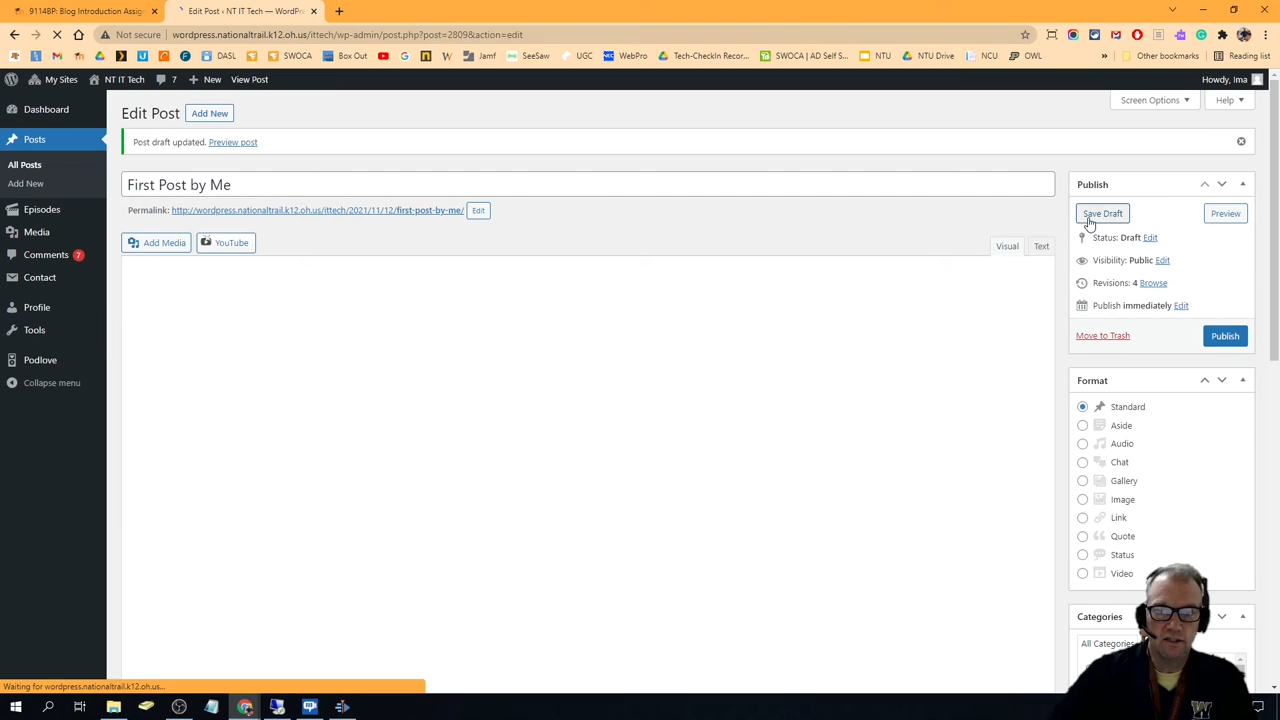 9114BP: Blog Introduction Assig
Edit Post ‹ NT IT Tech — WordPre
Not secure
wordpress.nationaltrail.k12.oh.us/ittech/wp-admin/post.php?post=2809&action=edit
DASL
SWOCA
Box Out
Jamf
SeeSaw
UGC
WebPro
Tech-CheckIn Recor...
SWOCA (AD Self S...
NTU
NTU Drive
NCU
OWL
»
Other bookmarks
Reading list
My Sites
NT IT Tech
7
New
View Post
Howdy, Ima
Dashboard
Posts
All Posts
Add New
Episodes
Media
Comments 7
Contact
Profile
Tools
Podlove
Collapse menu
Screen Options
Help
Edit Post
Add New
Post draft updated. Preview post
First Post by Me
Permalink: http://wordpress.nationaltrail.k12.oh.us/ittech/2021/11/12/first-post-by-me/ Edit
Add Media
YouTube
Visual
Text
Publish
Save Draft
Preview
Status: Draft Edit
Visibility: Public Edit
Revisions: 4 Browse
Publish immediately Edit
Move to Trash
Publish
Format
Standard
Aside
Audio
Chat
Gallery
Image
Link
Quote
Status
Video
Categories
All Categories
Waiting for wordpress.nationaltrail.k12.oh.us...